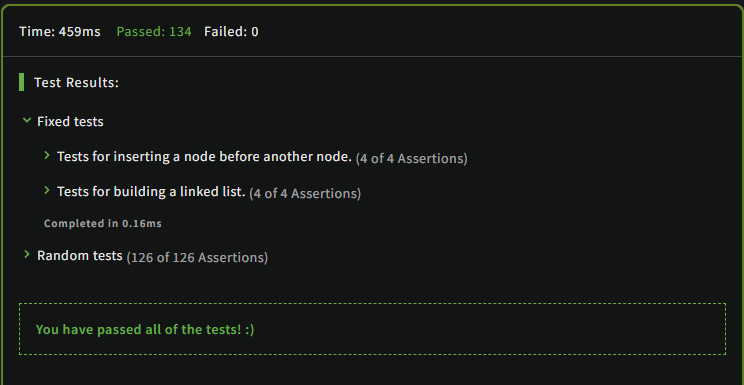 Time: 459ms Passed: 134 Failed: 0
Test Results:
Fixed tests
Tests for inserting a node before another node. (4 of 4 Assertions)
Tests for building a linked list. (4 of 4 Assertions)
Completed in 0.16ms
Random tests (126 of 126 Assertions)
You have passed all of the tests! :)